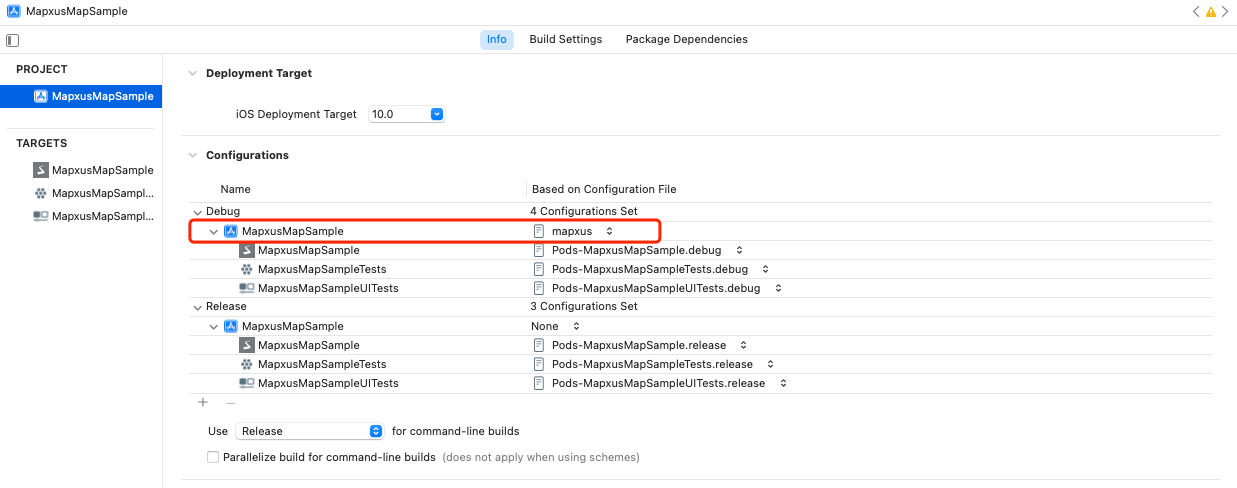 MapxusMapSample
Info Build Settings Package Dependencies
PROJECT
MapxusMapSample
TARGETS
MapxusMapSample
MapxusMapSampl...
MapxusMapSampl...
Deployment Target
iOS Deployment Target 10.0
Configurations
Name Based on Configuration File
Debug 4 Configurations Set
MapxusMapSample mapxus
MapxusMapSample Pods-MapxusMapSample.debug
MapxusMapSampleTests Pods-MapxusMapSampleTests.debug
MapxusMapSampleUITests Pods-MapxusMapSampleUITests.debug
Release 3 Configurations Set
MapxusMapSample None
MapxusMapSample Pods-MapxusMapSample.release
MapxusMapSampleTests Pods-MapxusMapSampleTests.release
MapxusMapSampleUITests Pods-MapxusMapSampleUITests.release
Use Release for command-line builds
Parallelize build for command-line builds (does not apply when using schemes)